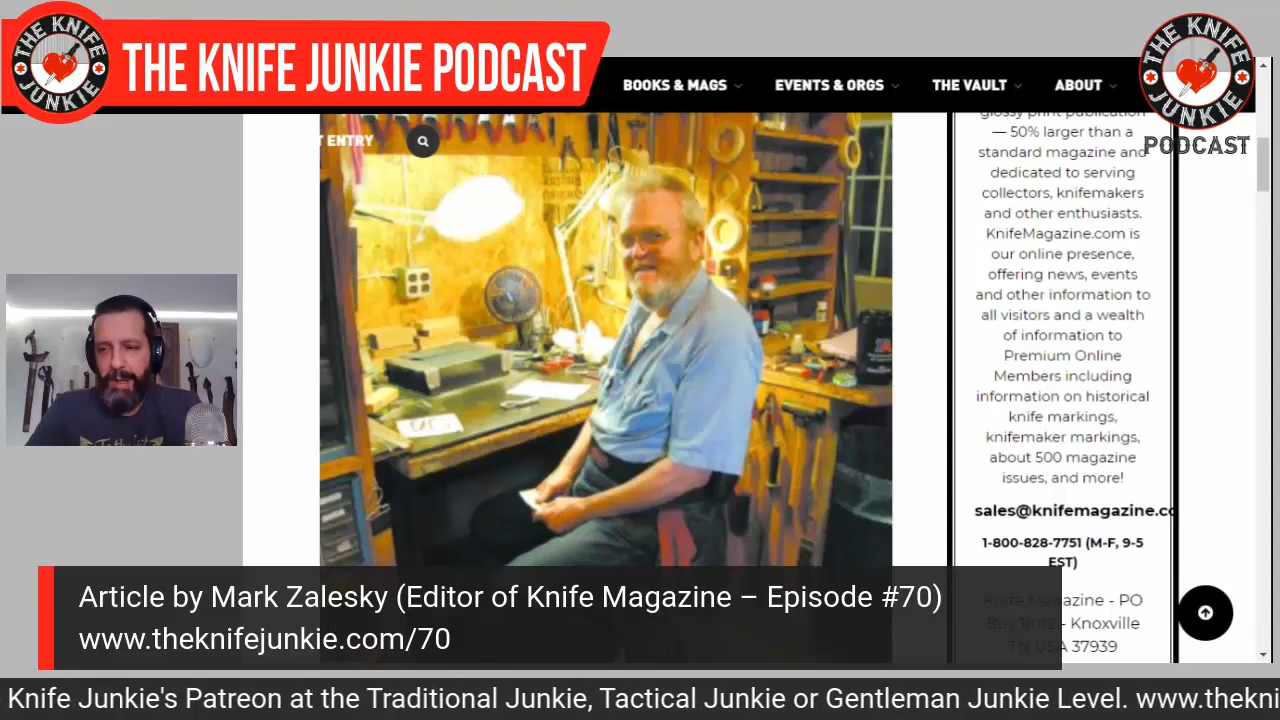 THE KNIFE JUNKIE
THE KNIFE JUNKIE PODCAST
BOOKS & MAGS
EVENTS & ORGS
THE VAULT
ABOUT
THE KNIFE JUNKIE
PODCAST
ENTRY
glossy print publication
— 50% larger than a
standard magazine and
dedicated to serving
collectors, knifemakers
and other enthusiasts.
KnifeMagazine.com is
our online presence,
offering news, events
and other information to
all visitors and a wealth
of information to
Premium Online
Members including
information on historical
knife markings,
knifemaker markings,
about 500 magazine
issues, and more!
sales@knifemagazine.co
1-800-828-7751 (M-F, 9-5
EST)
Knife Magazine - PO
Box - Knoxville
TN USA 37939
Article by Mark Zalesky (Editor of Knife Magazine – Episode #70)
www.theknifejunkie.com/70
Knife Junkie's Patreon at the Traditional Junkie, Tactical Junkie or Gentleman Junkie Level. www.thekni